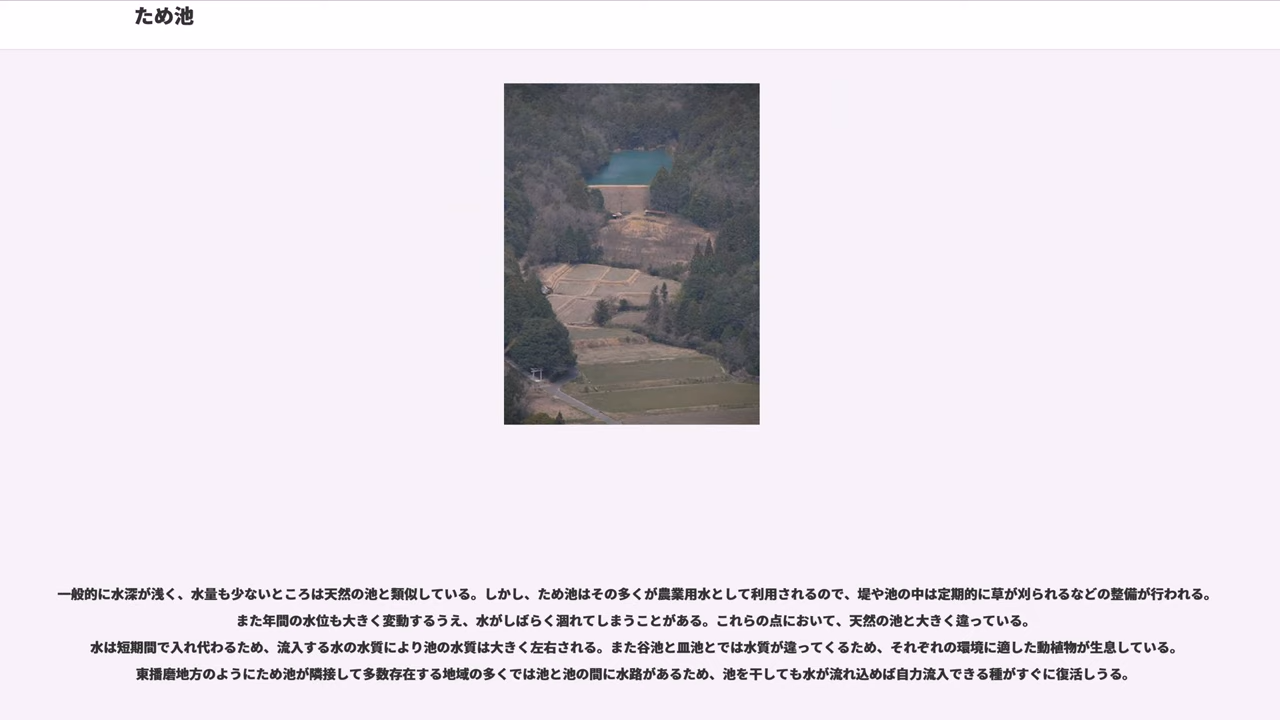 ため池
一般的に水深が浅く、水量も少ないところは天然の池と類似している。しかし、ため池はその多くが農業用水として利用されるので、堤や池の中は定期的に草が刈られるなどの整備が行われる。
また年間の水位も大きく変動するうえ、水がしばらく涸れてしまうことがある。これらの点において、天然の池と大きく違っている。
水は短期間で入れ代わるため、流入する水の水質により池の水質は大きく左右される。また谷池と皿池とでは水質が違ってくるため、それぞれの環境に適した動植物が生息している。
東播磨地方のようにため池が隣接して多数存在する地域の多くでは池と池の間に水路があるため、池を干しても水が流れ込めば自力流入できる種がすぐに復活しうる。